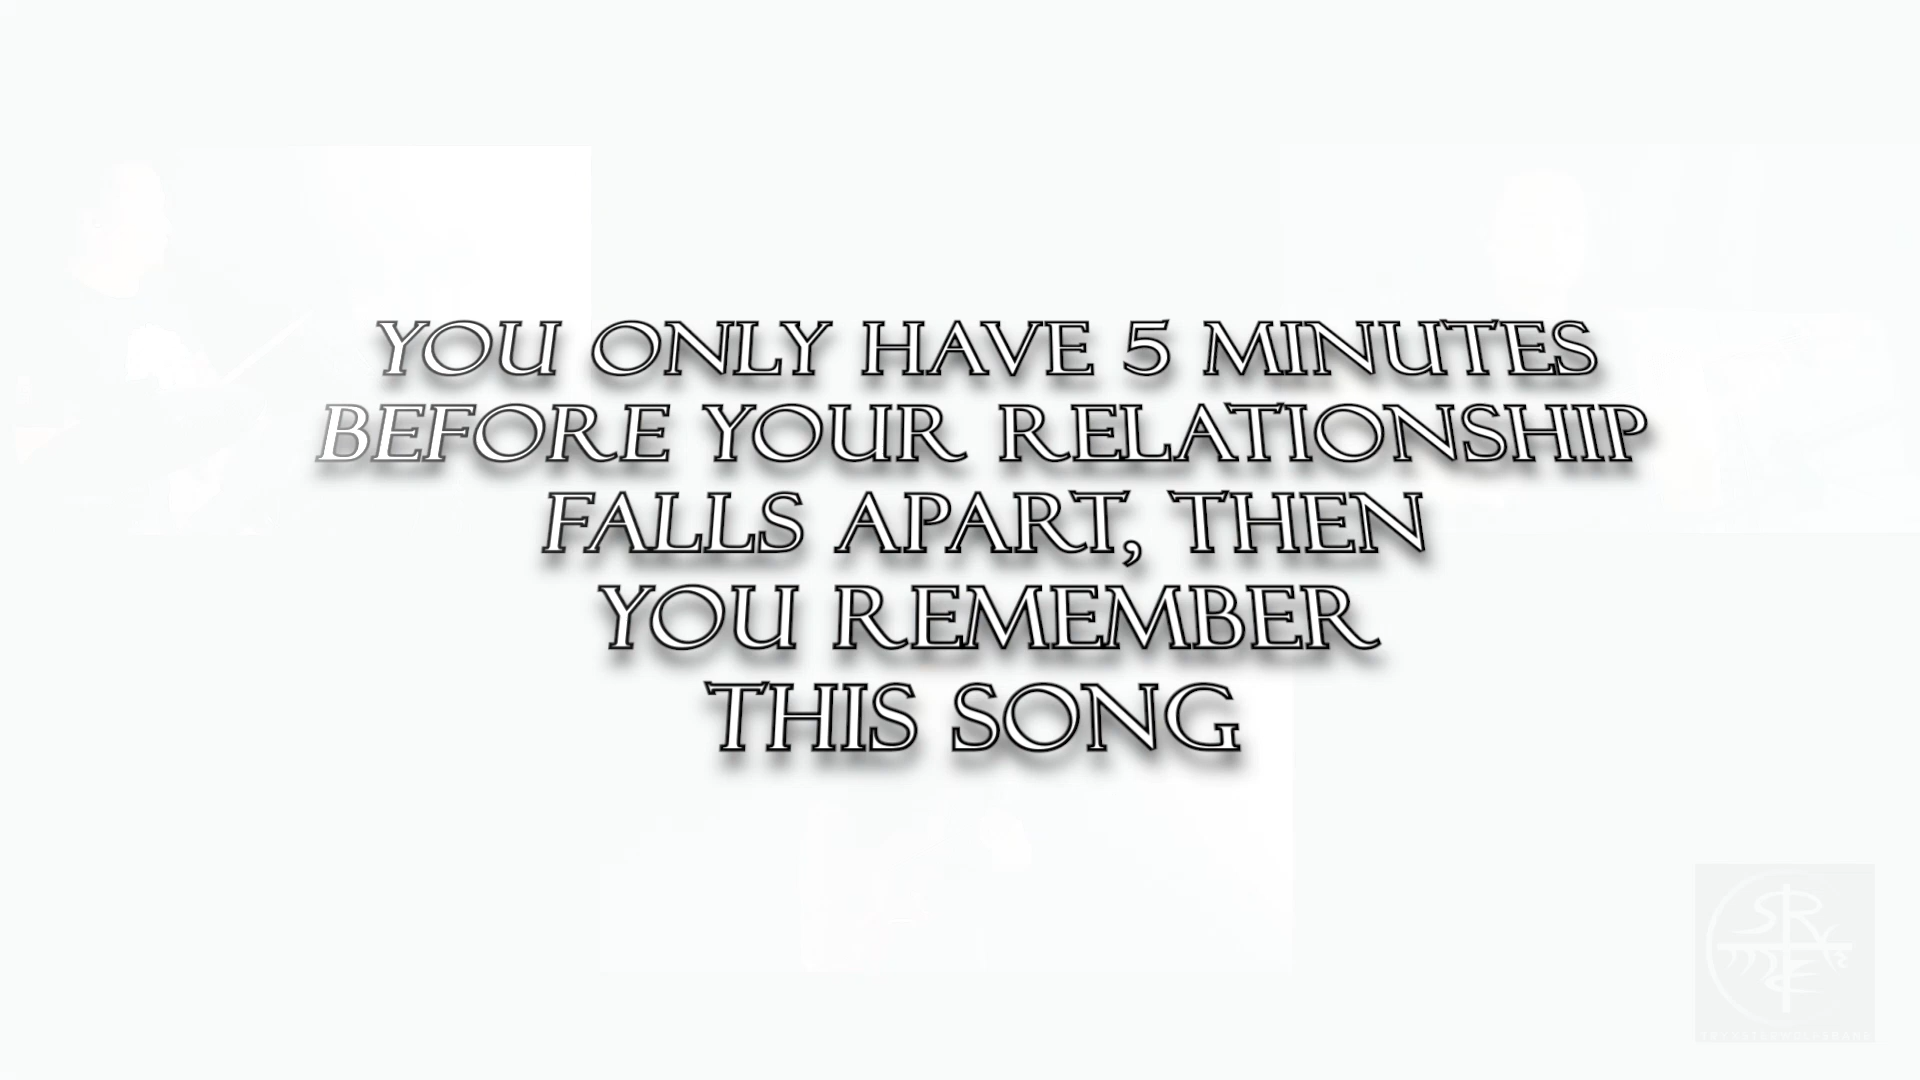 YOU ONLY HAVE 5 MINUTES
BEFORE YOUR RELATIONSHIP
FALLS APART, THEN
YOU REMEMBER
THIS SONG